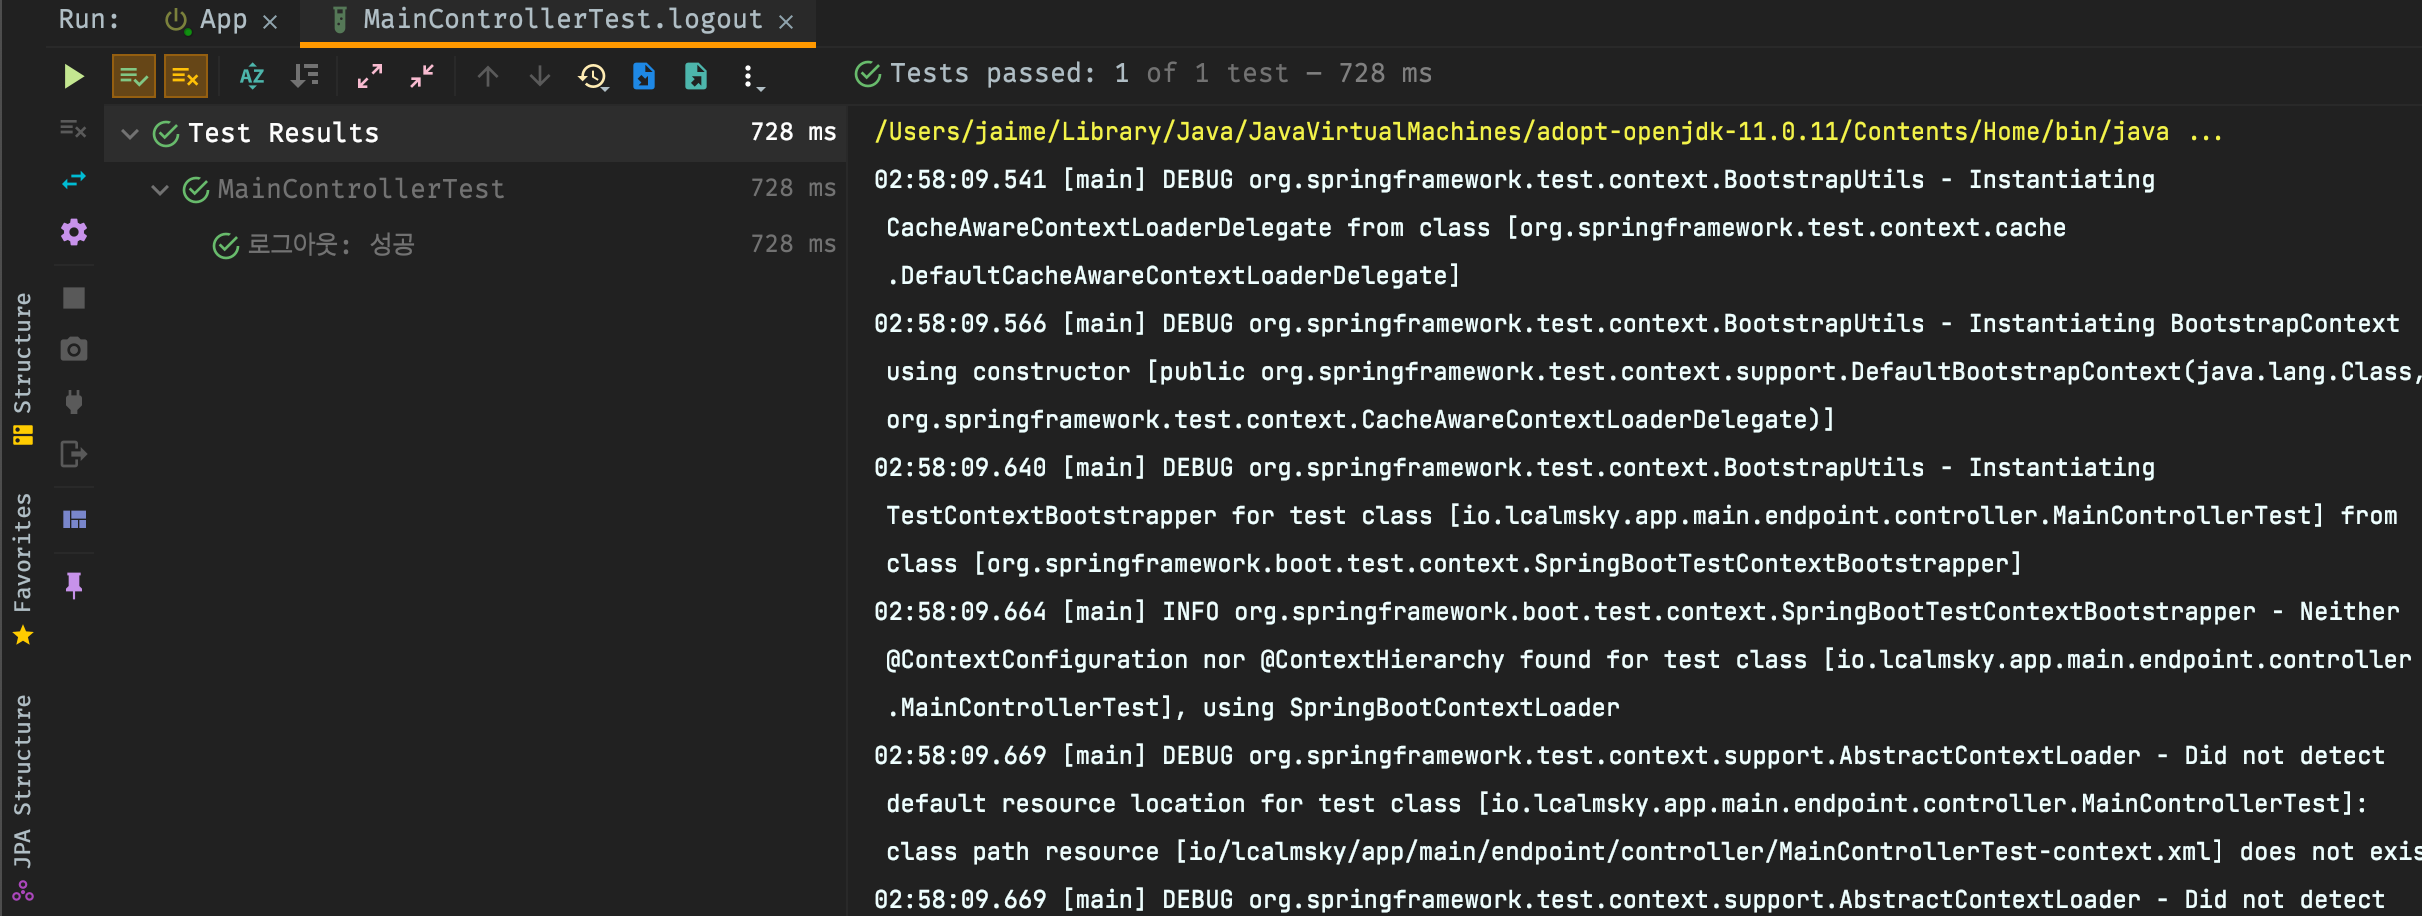 Run:
App
MainControllerTest.logout
Tests passed: 1 of 1 test – 728 ms
Test Results 728 ms
MainControllerTest 728 ms
로그아웃: 성공 728 ms
Structure
Favorites
JPA Structure
/Users/jaime/Library/Java/JavaVirtualMachines/adopt-openjdk-11.0.11/Contents/Home/bin/java ...
02:58:09.541 [main] DEBUG org.springframework.test.context.BootstrapUtils - Instantiating
CacheAwareContextLoaderDelegate from class [org.springframework.test.context.cache
.DefaultCacheAwareContextLoaderDelegate]
02:58:09.566 [main] DEBUG org.springframework.test.context.BootstrapUtils - Instantiating BootstrapContext
using constructor [public org.springframework.test.context.support.DefaultBootstrapContext(java.lang.Class,
org.springframework.test.context.CacheAwareContextLoaderDelegate)]
02:58:09.640 [main] DEBUG org.springframework.test.context.BootstrapUtils - Instantiating
TestContextBootstrapper for test class [io.lcalmsky.app.main.endpoint.controller.MainControllerTest] from
class [org.springframework.boot.test.context.SpringBootTestContextBootstrapper]
02:58:09.664 [main] INFO org.springframework.boot.test.context.SpringBootTestContextBootstrapper - Neither
@ContextConfiguration nor @ContextHierarchy found for test class [io.lcalmsky.app.main.endpoint.controller
.MainControllerTest], using SpringBootContextLoader
02:58:09.669 [main] DEBUG org.springframework.test.context.support.AbstractContextLoader - Did not detect
default resource location for test class [io.lcalmsky.app.main.endpoint.controller.MainControllerTest]:
class path resource [io/lcalmsky/app/main/endpoint/controller/MainControllerTest-context.xml] does not exis
02:58:09.669 [main] DEBUG org.springframework.test.context.support.AbstractContextLoader - Did not detect